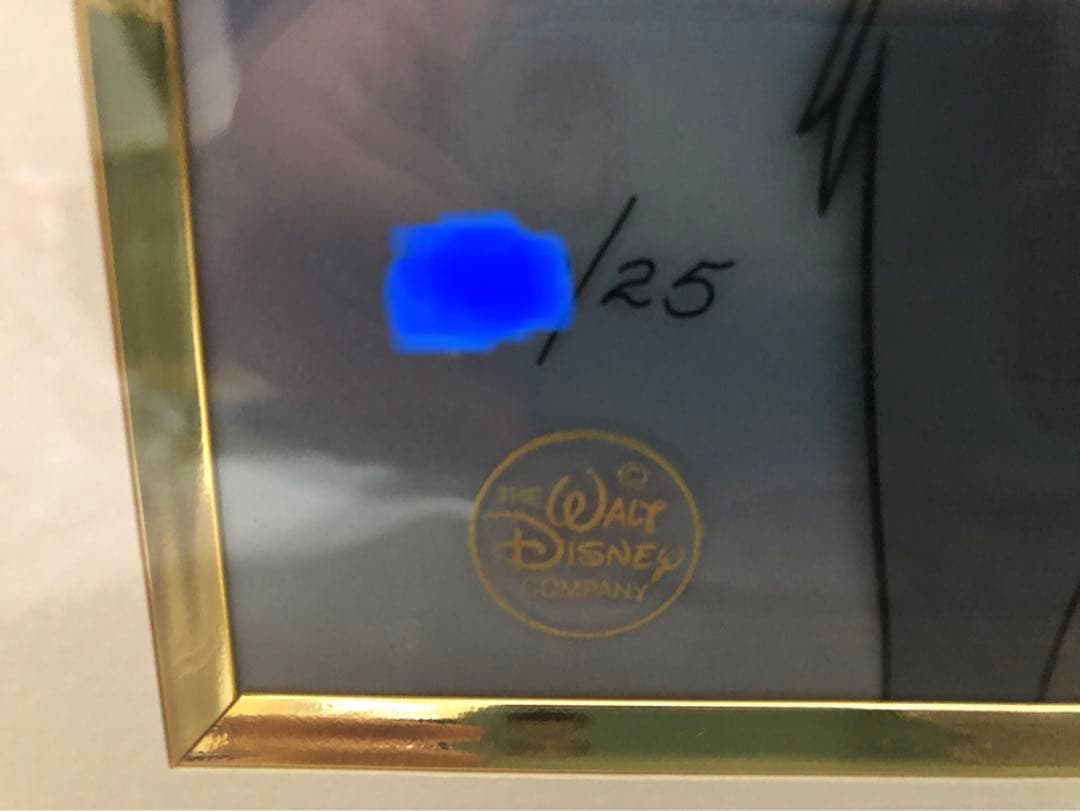 /25
THE WALT ©
DISNEY
COMPANY